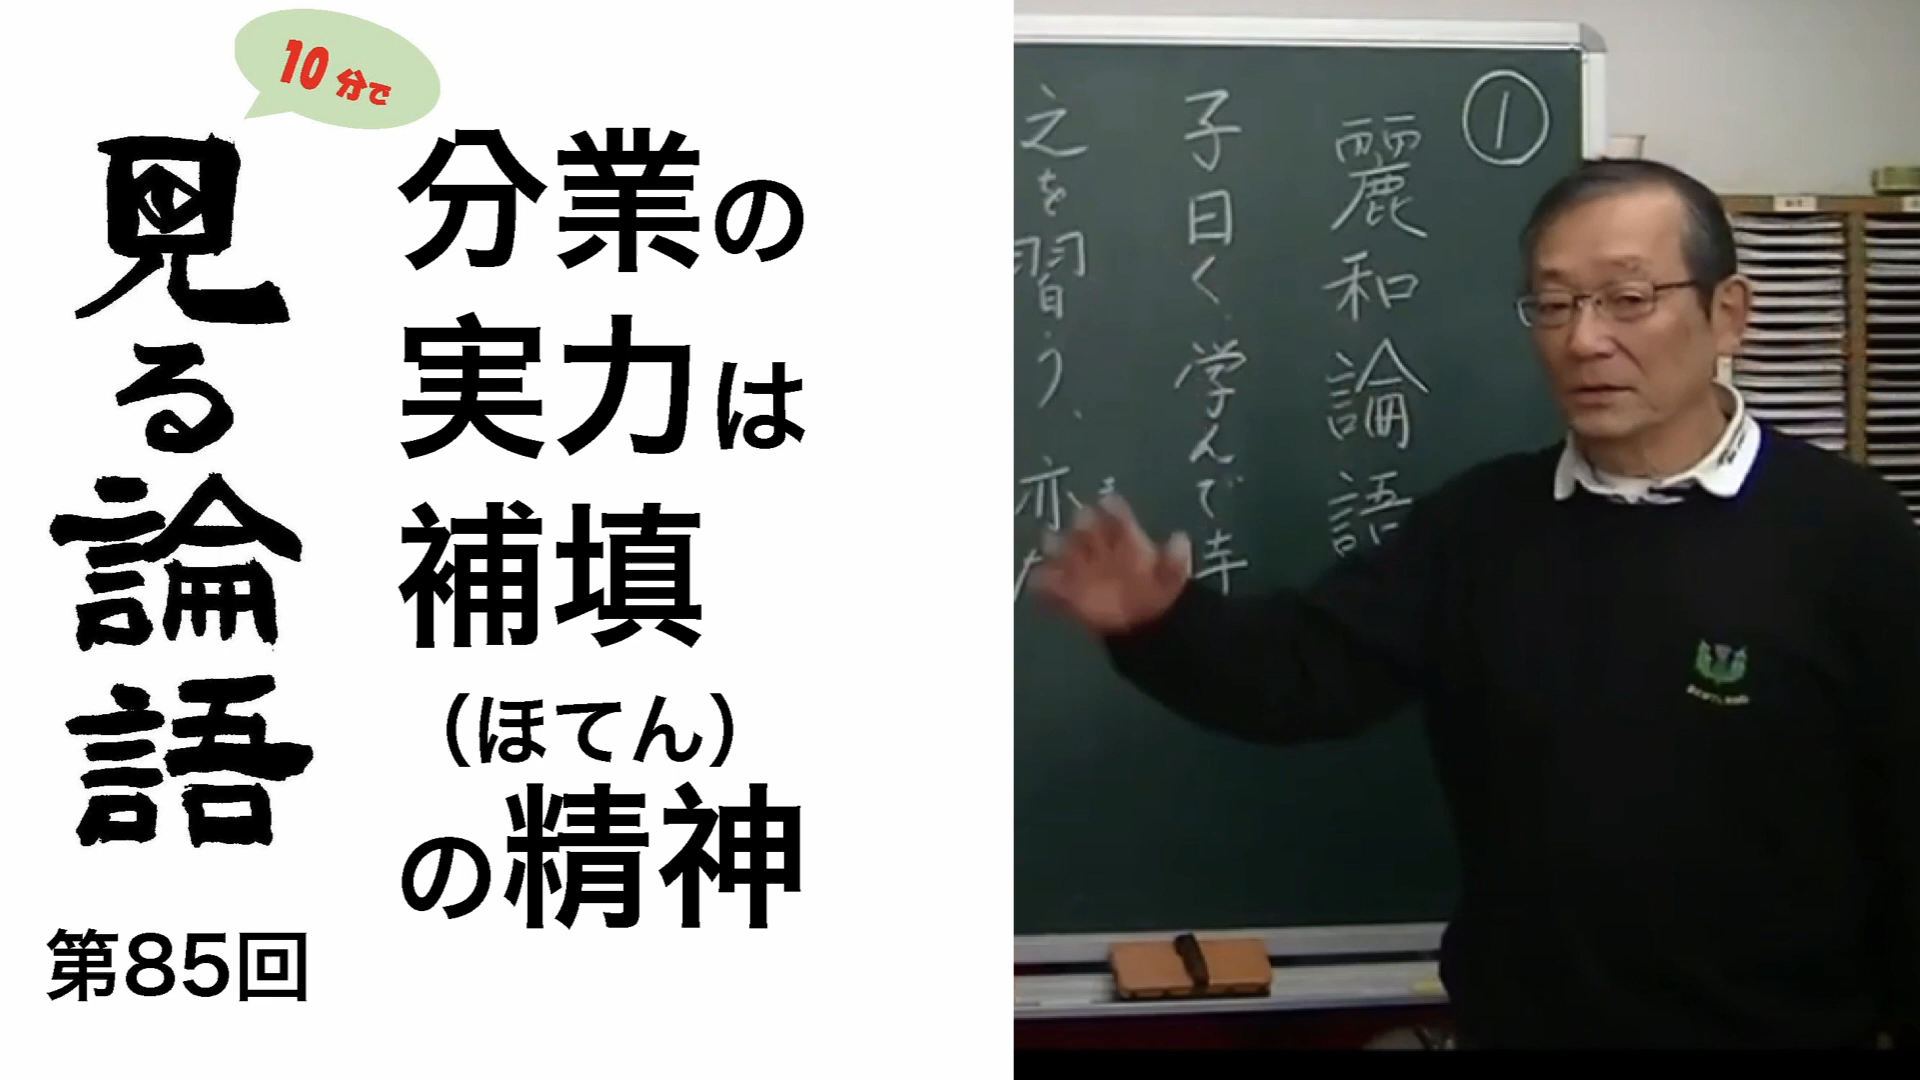 10分で
見る論語
第85回
分業の
実力は
補填
(ほてん)
の精神
①
麗和論語
子曰く、学んで時
之を習う、亦